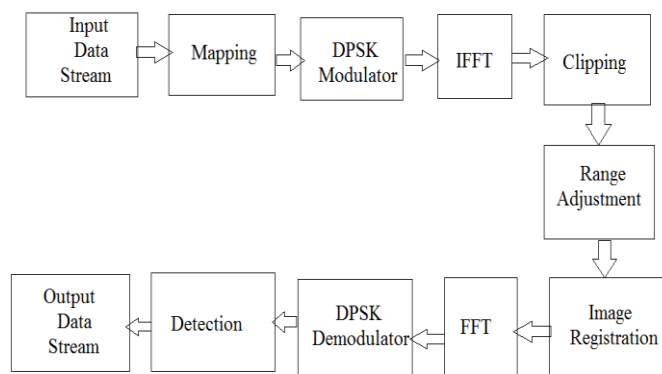 Input
Data
Stream
Mapping
DPSK
Modulator
IFFT
Clipping
Range
Adjustment
Image
Registration
FFT
DPSK
Demodulator
Detection
Output
Data
Stream